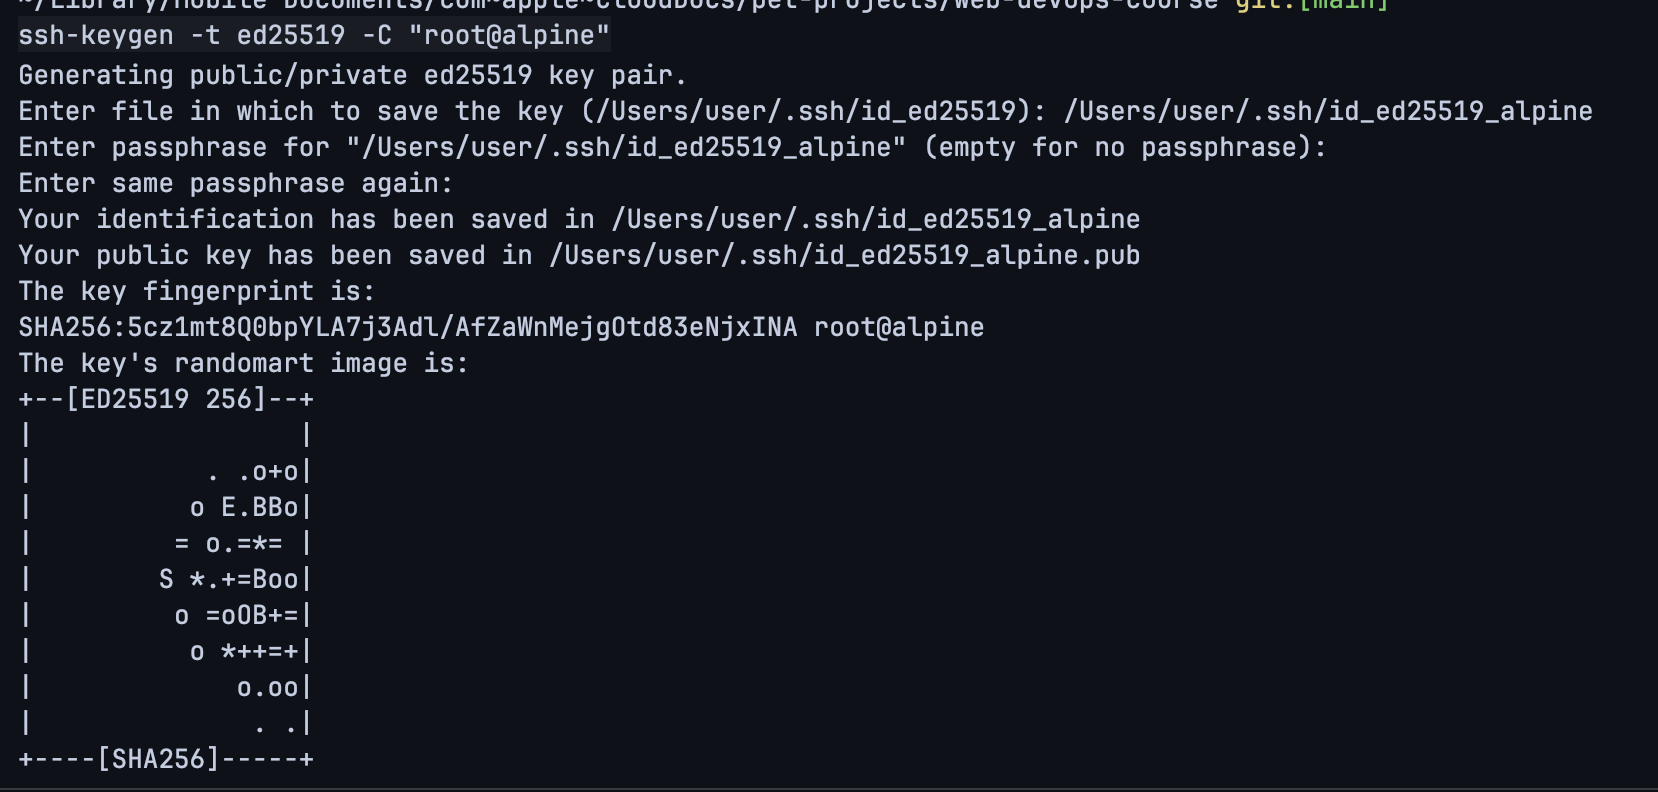 ~/Library/Mobile Documents/com~apple~CloudDocs/pet-projects/web-devops-course git:[main]
ssh-keygen -t ed25519 -C "root@alpine"
Generating public/private ed25519 key pair.
Enter file in which to save the key (/Users/user/.ssh/id_ed25519): /Users/user/.ssh/id_ed25519_alpine
Enter passphrase for "/Users/user/.ssh/id_ed25519_alpine" (empty for no passphrase):
Enter same passphrase again:
Your identification has been saved in /Users/user/.ssh/id_ed25519_alpine
Your public key has been saved in /Users/user/.ssh/id_ed25519_alpine.pub
The key fingerprint is:
SHA256:5cz1mt8Q0bpYLA7j3Adl/AfZaWnMejgOtd83eNjxINA root@alpine
The key's randomart image is:
+--[ED25519 256]--+
|                 |
|           . .o+o|
|          o E.BBo|
|         = o.=*= |
|        S *.+=Boo|
|         o =oOB+=|
|          o *++=+|
|             o.oo|
|              . .|
+----[SHA256]-----+